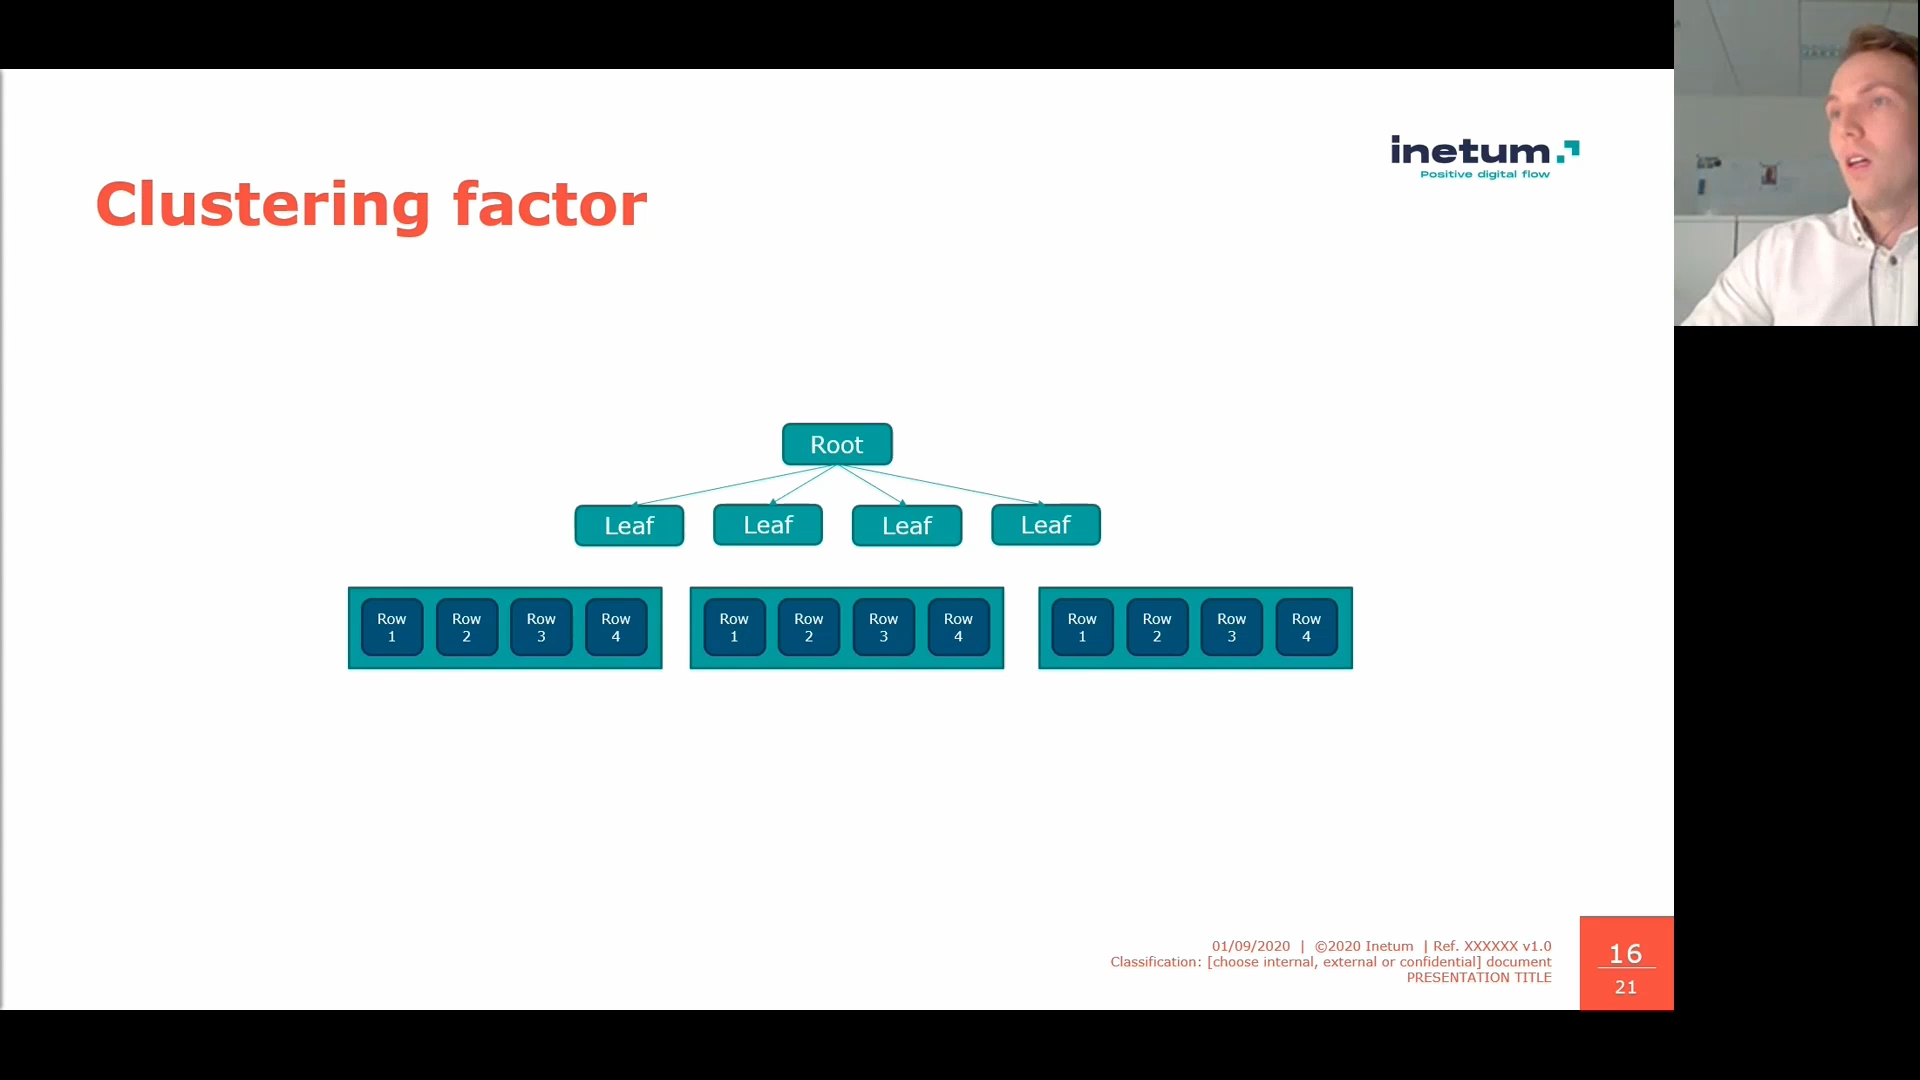 inetum
Positive digital flow
Clustering factor
Root
Leaf Leaf Leaf Leaf
Row Row Row Row Row Row Row Row Row Row Row Row
1 2 3 4 1 2 3 4 1 2 3 4
01/09/2020 | ©2020 Inetum | Ref. XXXXXX v1.0
Classification: [choose internal, external or confidential] document
PRESENTATION TITLE
16
21